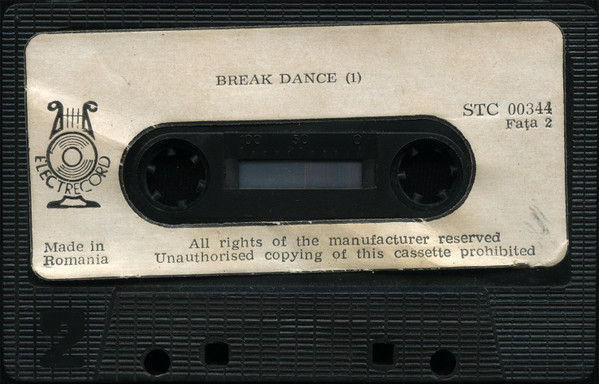 BREAK DANCE (1)
STC 00344
Fața 2
ELECTRECORD
100 50 0
Made in
Romania
All rights of the manufacturer reserved
Unauthorised copying of this cassette prohibited
2